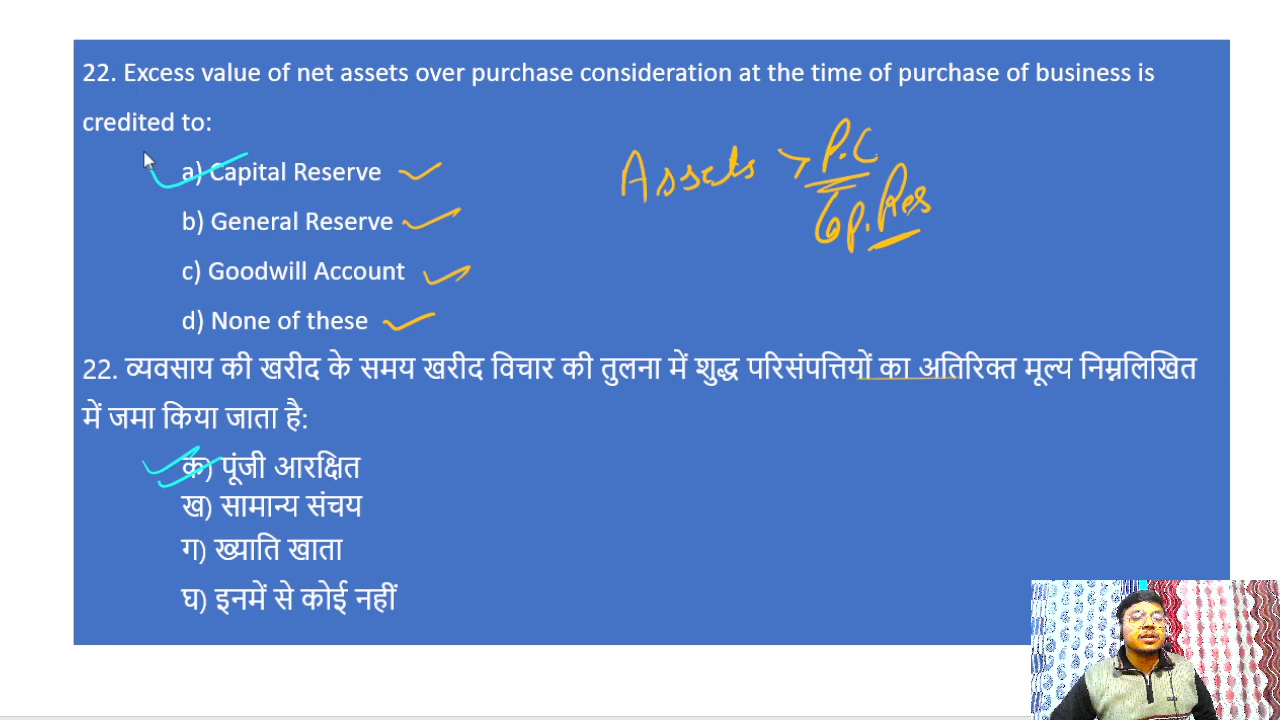 22. Excess value of net assets over purchase consideration at the time of purchase of business is
credited to:
a) Capital Reserve
b) General Reserve
c) Goodwill Account
d) None of these
Assets > P.C
Cp. Res
22. व्यवसाय की खरीद के समय खरीद विचार की तुलना में शुद्ध परिसंपत्तियों का अतिरिक्त मूल्य निम्नलिखित
में जमा किया जाता है:
क) पूंजी आरक्षित
ख) सामान्य संचय
ग) ख्याति खाता
घ) इनमें से कोई नहीं